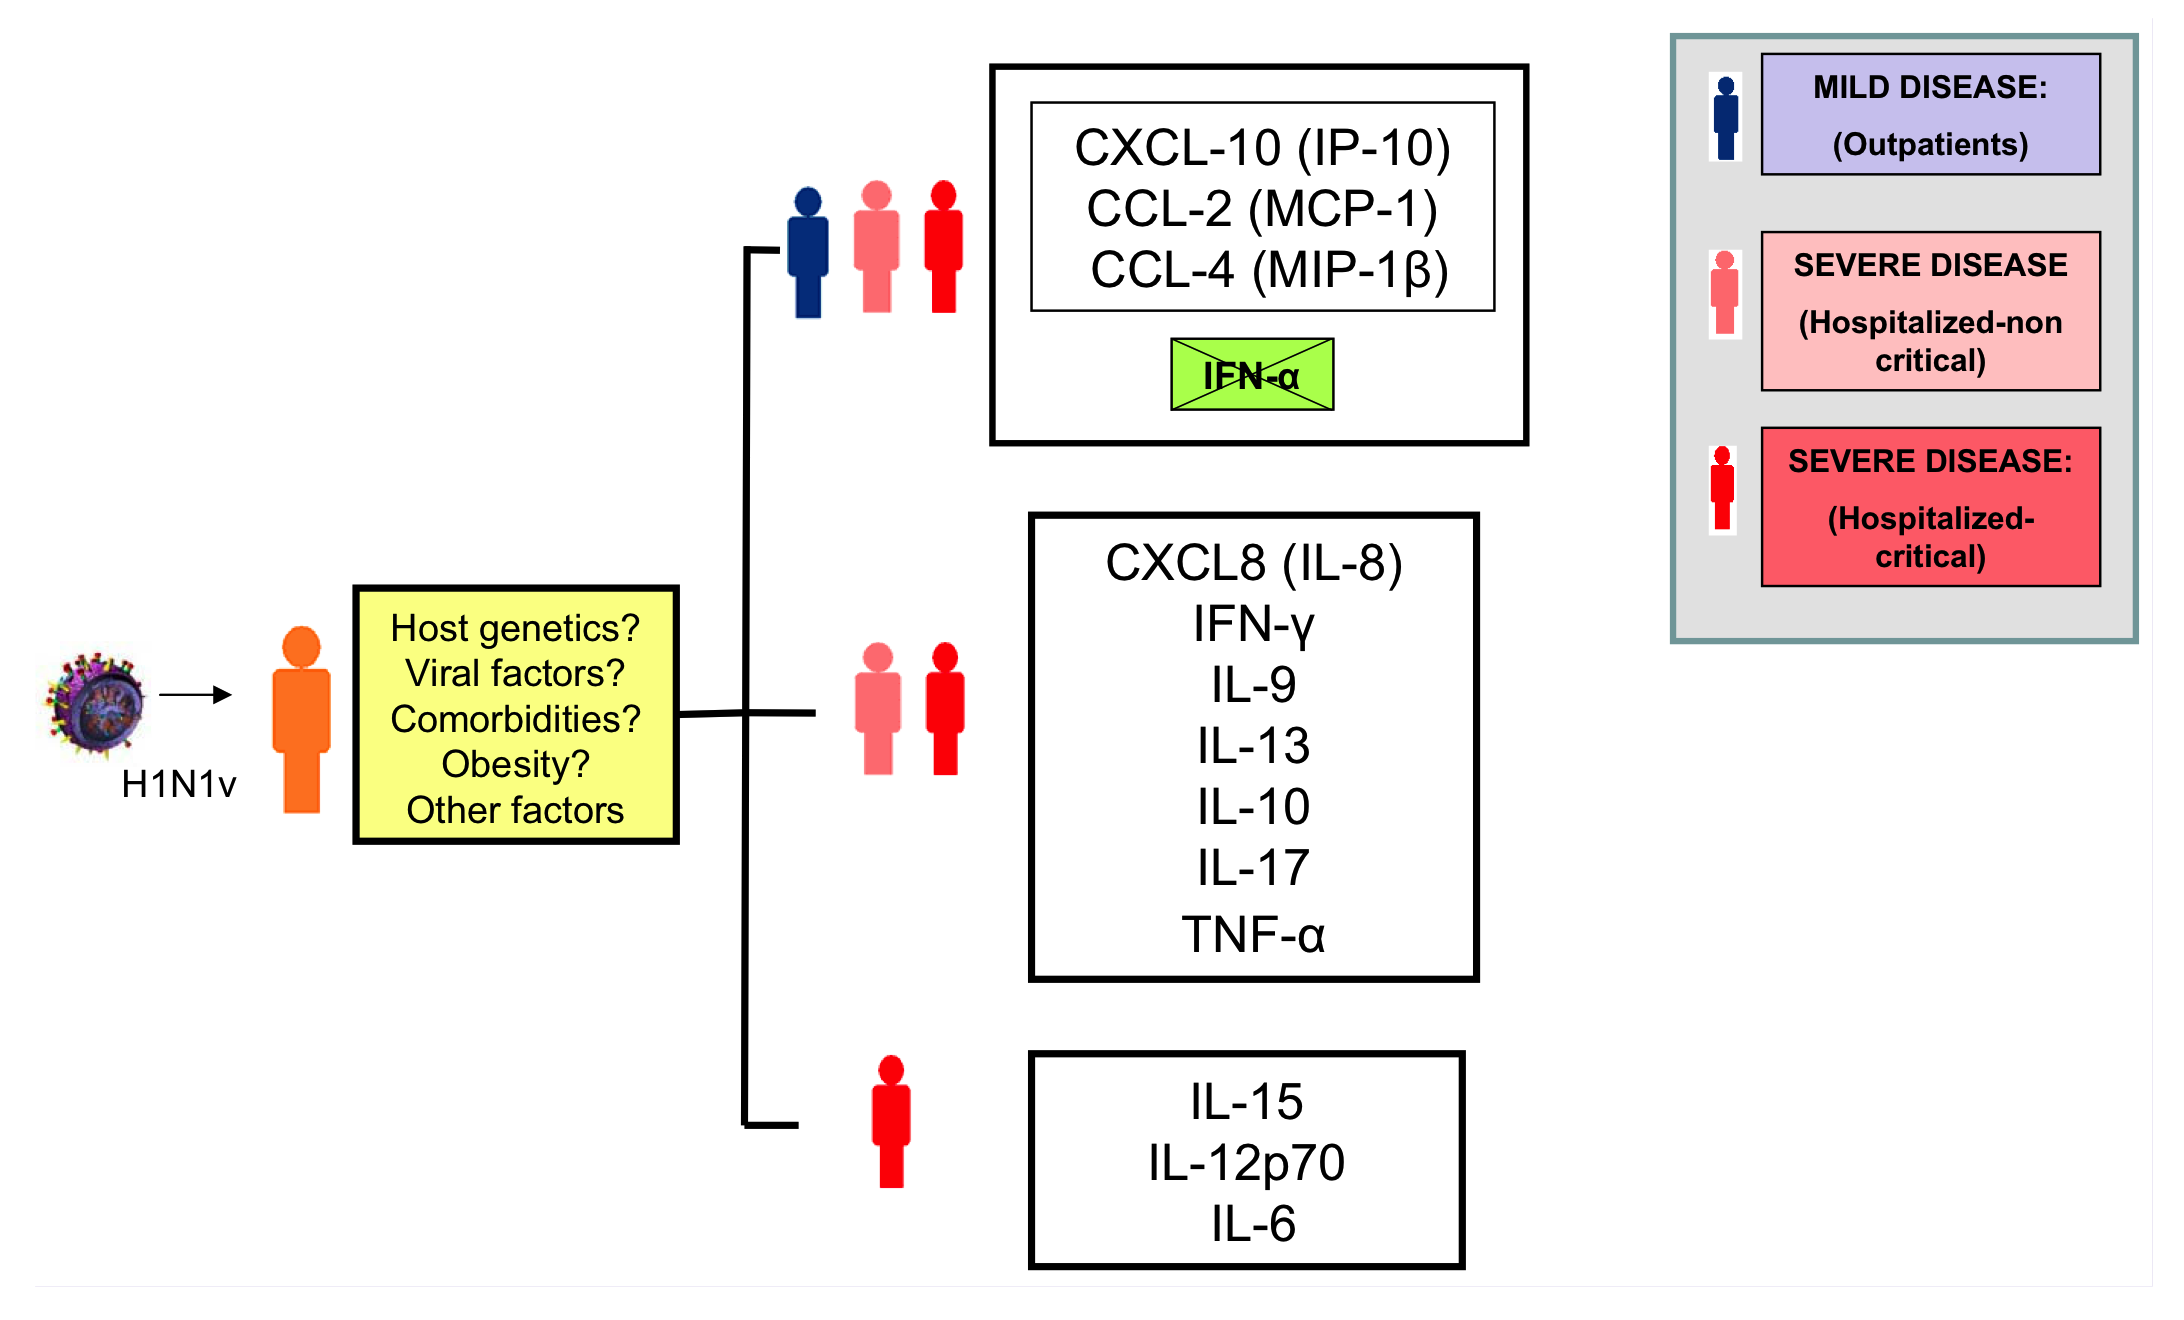 H1N1v
Host genetics?
Viral factors?
Comorbidities?
Obesity?
Other factors
CXCL-10 (IP-10)
CCL-2 (MCP-1)
CCL-4 (MIP-1β)
IFN-α
CXCL8 (IL-8)
IFN-γ
IL-9
IL-13
IL-10
IL-17
TNF-α
IL-15
IL-12p70
IL-6
MILD DISEASE:
(Outpatients)
SEVERE DISEASE
(Hospitalized-non
critical)
SEVERE DISEASE:
(Hospitalized-
critical)